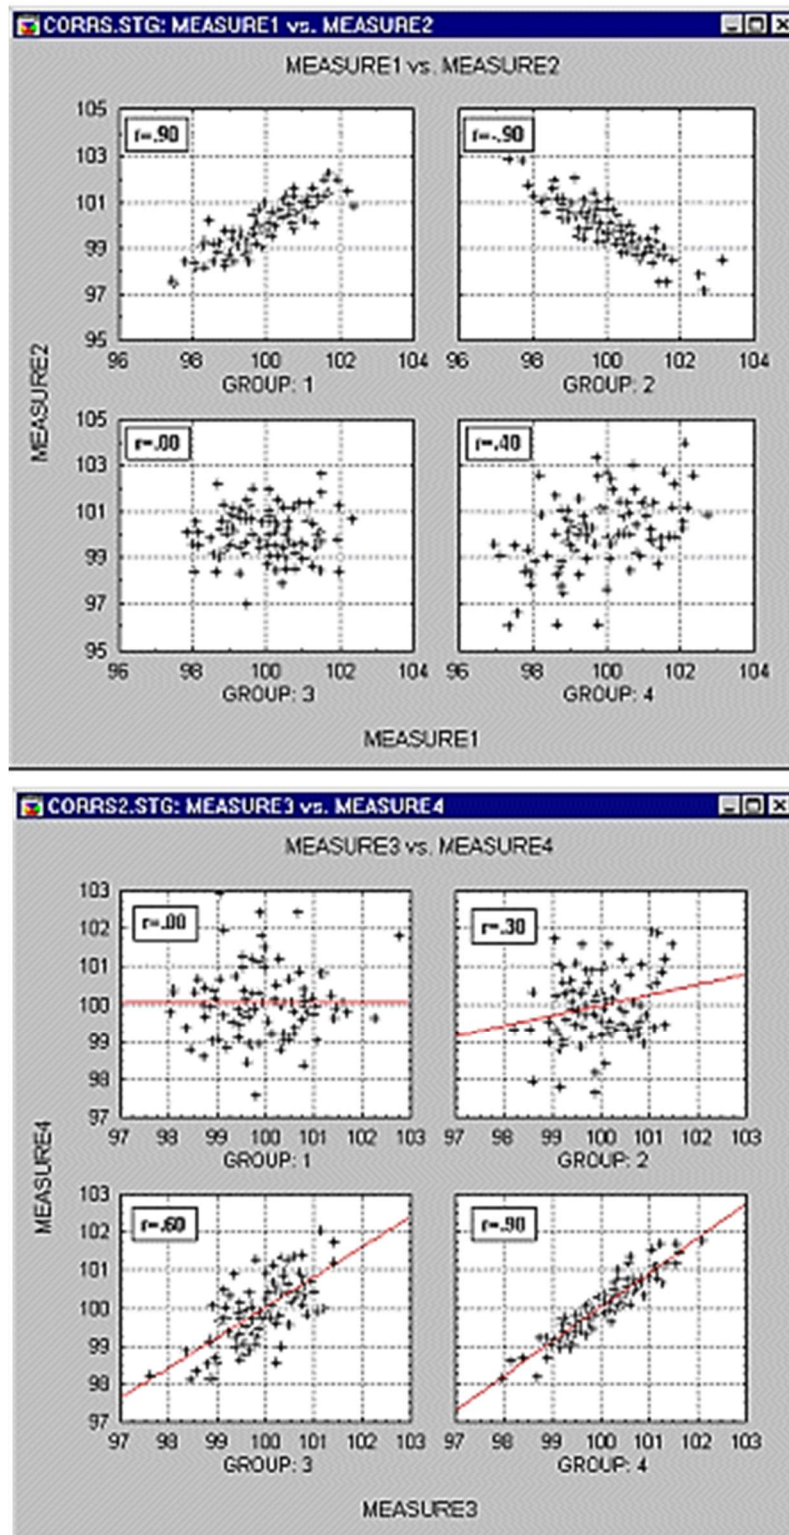 CORRS.STG: MEASURE1 vs. MEASURE2
MEASURE1 vs. MEASURE2
105
103
101
99
97
95
r=.90
96 98 100 102 104
GROUP: 1
r=-.90
96 98 100 102 104
GROUP: 2
MEASURE2
105
103
101
99
97
95
r=.00
96 98 100 102 104
GROUP: 3
r=.40
96 98 100 102 104
GROUP: 4
MEASURE1
CORRS2.STG: MEASURE3 vs. MEASURE4
MEASURE3 vs. MEASURE4
103
102
101
100
99
98
97
r=.00
97 98 99 100 101 102 103
GROUP: 1
r=.30
97 98 99 100 101 102 103
GROUP: 2
MEASURE4
103
102
101
100
99
98
97
r=.60
97 98 99 100 101 102 103
GROUP: 3
r=.90
97 98 99 100 101 102 103
GROUP: 4
MEASURE3